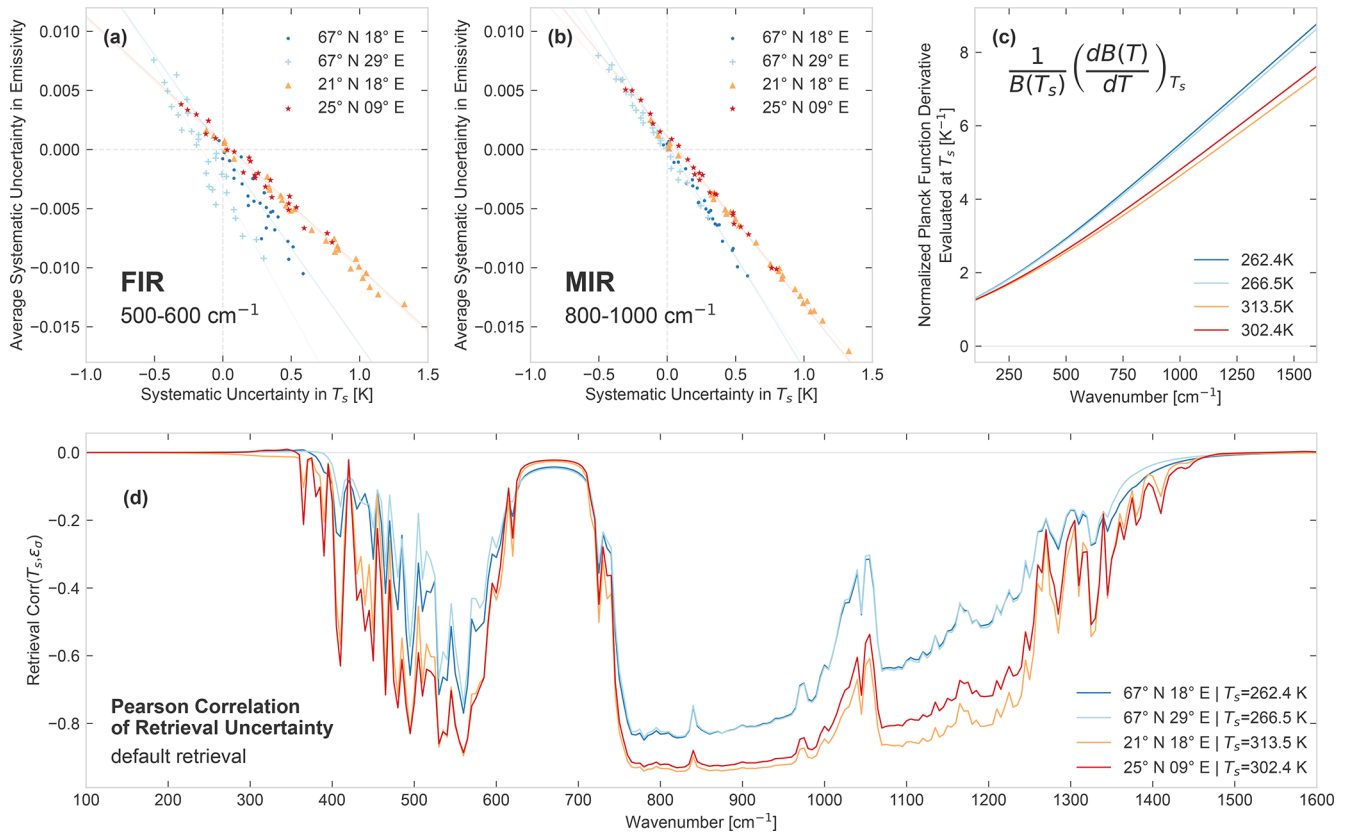 (a)
67° N 18° E
67° N 29° E
21° N 18° E
25° N 09° E
FIR
500-600 cm⁻¹
0.010
0.005
0.000
−0.005
−0.010
−0.015
−1.0 −0.5 0.0 0.5 1.0 1.5
Average Systematic Uncertainty in Emissivity
Systematic Uncertainty in Tₛ [K]
(b)
67° N 18° E
67° N 29° E
21° N 18° E
25° N 09° E
MIR
800-1000 cm⁻¹
0.010
0.005
0.000
−0.005
−0.010
−0.015
−1.0 −0.5 0.0 0.5 1.0 1.5
Average Systematic Uncertainty in Emissivity
Systematic Uncertainty in Tₛ [K]
(c)
1/B(Tₛ) (dB(T)/dT)Tₛ
262.4K
266.5K
313.5K
302.4K
8
6
4
2
0
250 500 750 1000 1250 1500
Normalized Planck Function Derivative
Evaluated at Tₛ [K⁻¹]
Wavenumber [cm⁻¹]
(d)
0.0
−0.2
−0.4
−0.6
−0.8
Retrieval Corr(Tₛ,εσ)
Pearson Correlation
of Retrieval Uncertainty
default retrieval
67° N 18° E | Tₛ=262.4 K
67° N 29° E | Tₛ=266.5 K
21° N 18° E | Tₛ=313.5 K
25° N 09° E | Tₛ=302.4 K
100 200 300 400 500 600 700 800 900 1000 1100 1200 1300 1400 1500 1600
Wavenumber [cm⁻¹]